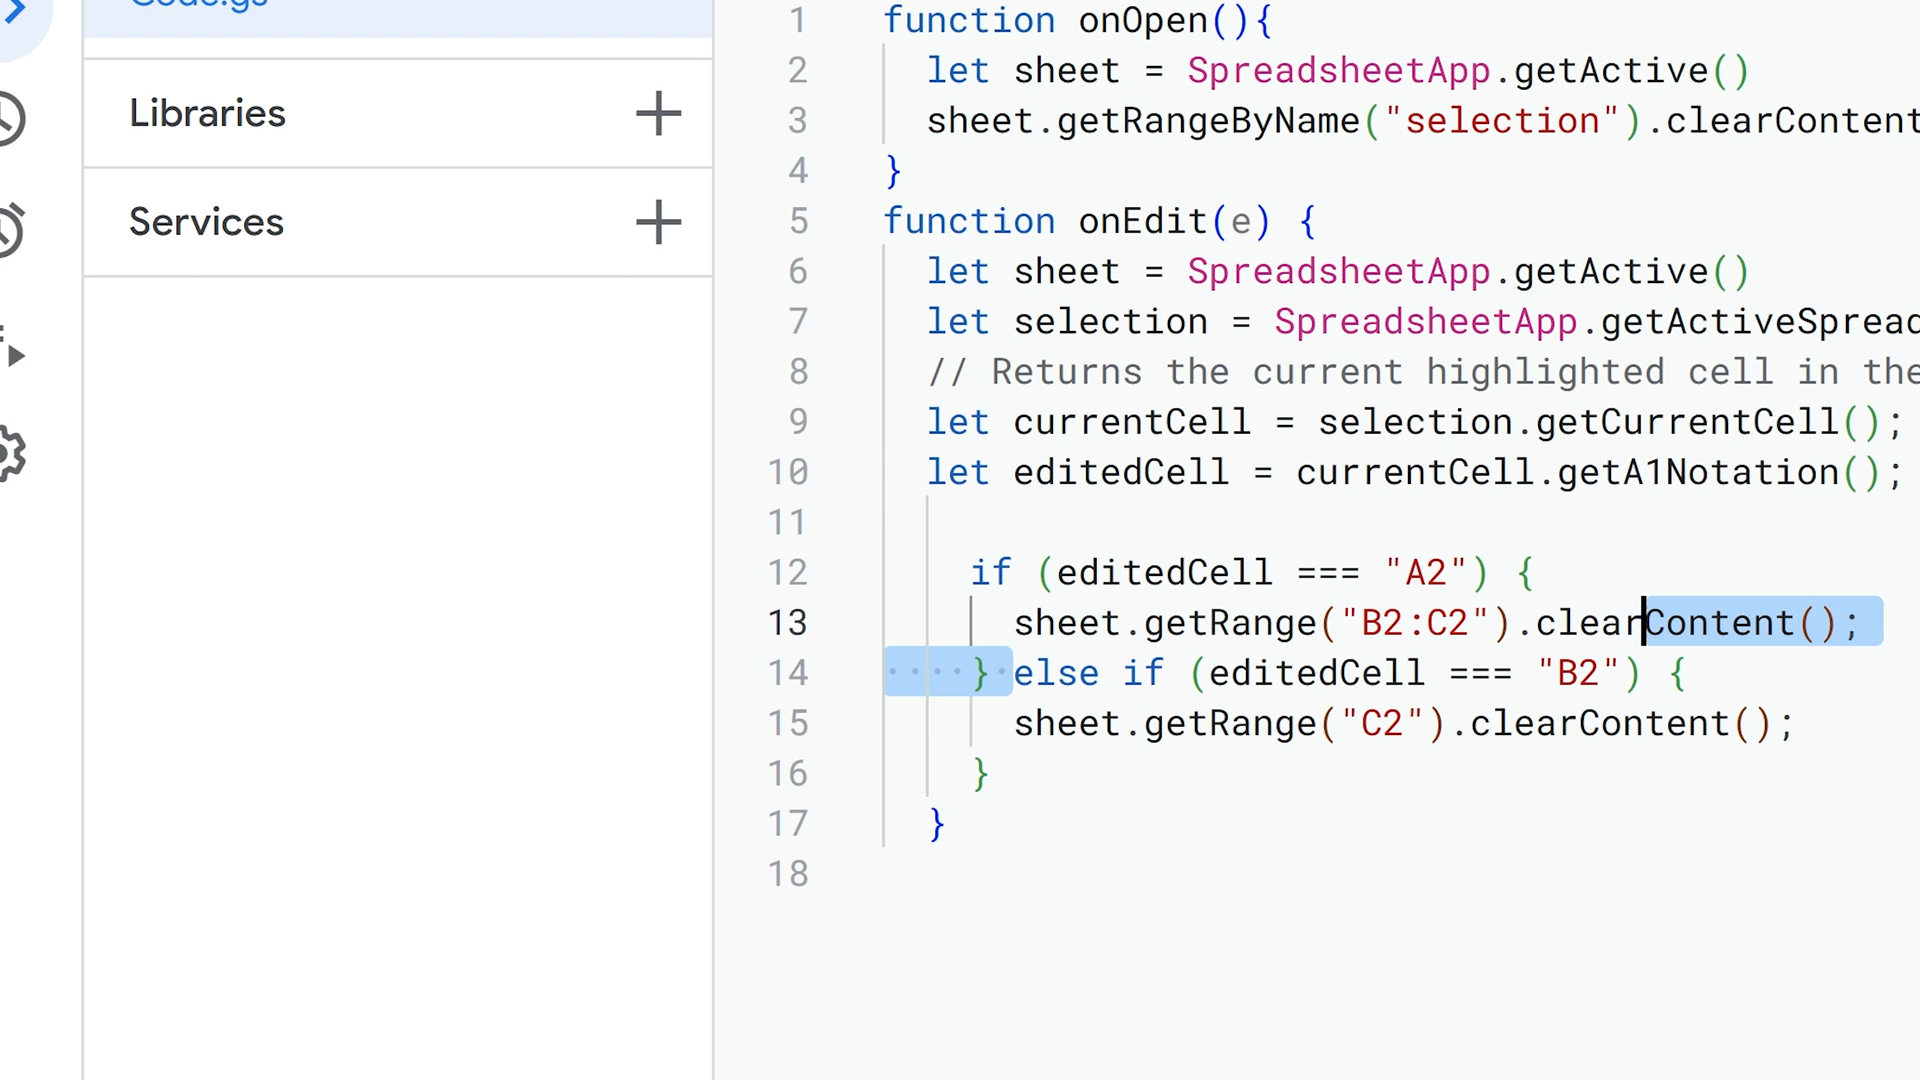 Code.gs
Libraries
Services
1 function onOpen(){
2 let sheet = SpreadsheetApp.getActive()
3 sheet.getRangeByName("selection").clearContent
4 }
5 function onEdit(e) {
6 let sheet = SpreadsheetApp.getActive()
7 let selection = SpreadsheetApp.getActiveSpread
8 // Returns the current highlighted cell in the
9 let currentCell = selection.getCurrentCell();
10 let editedCell = currentCell.getA1Notation();
11
12 if (editedCell === "A2") {
13 sheet.getRange("B2:C2").clearContent();
14 } else if (editedCell === "B2") {
15 sheet.getRange("C2").clearContent();
16 }
17 }
18